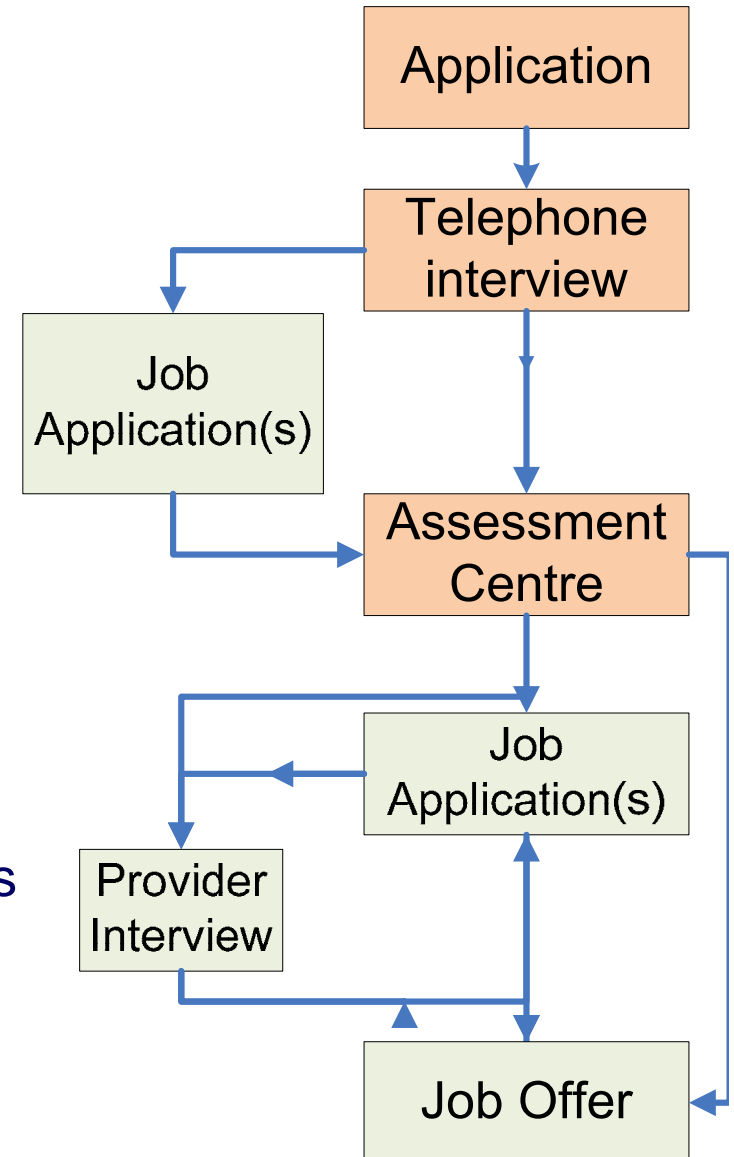 Application
Telephone
interview
Job
Application(s)
Assessment
Centre
Job
Application(s)
s
Provider
Interview
Job Offer